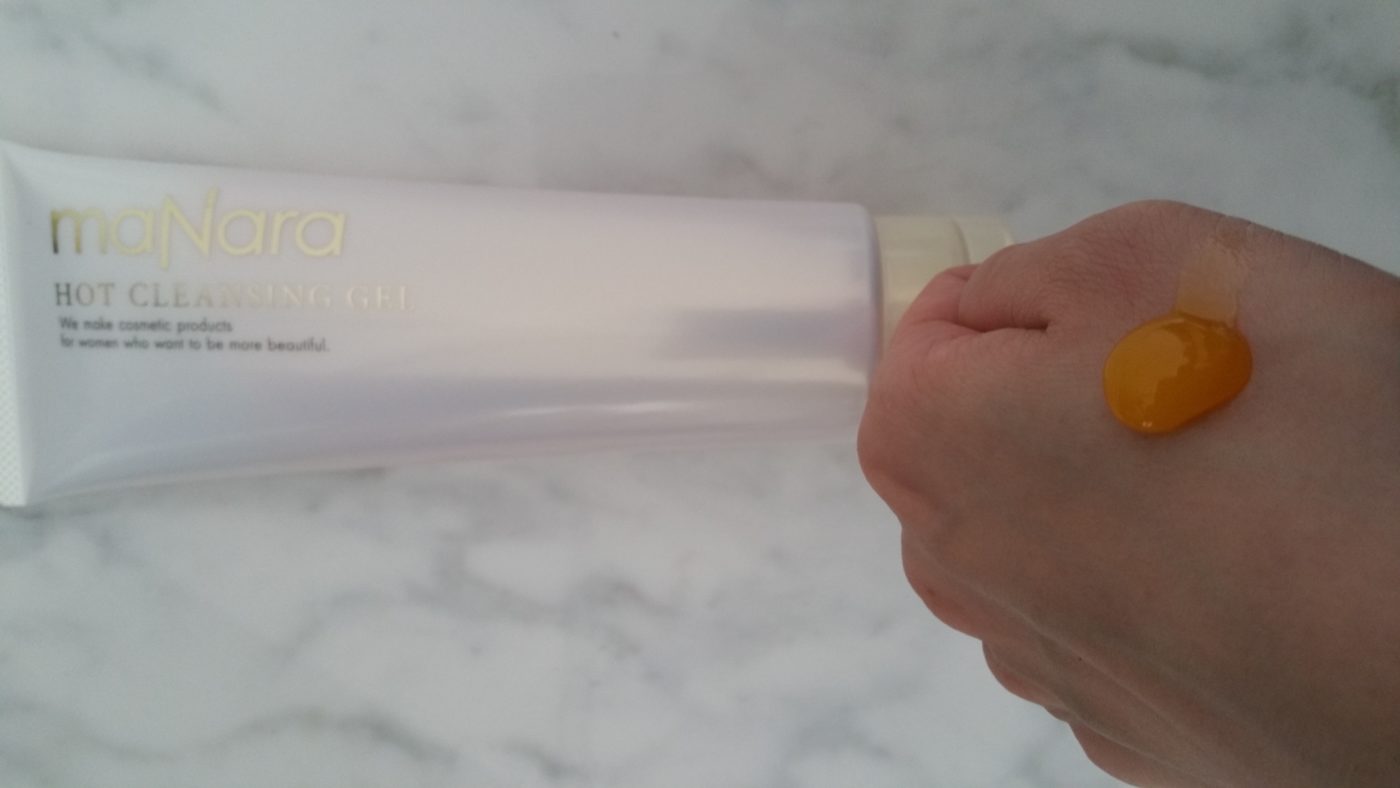 maNara
HOT CLEANSING GEL
We make cosmetic products
for women who want to be more beautiful.